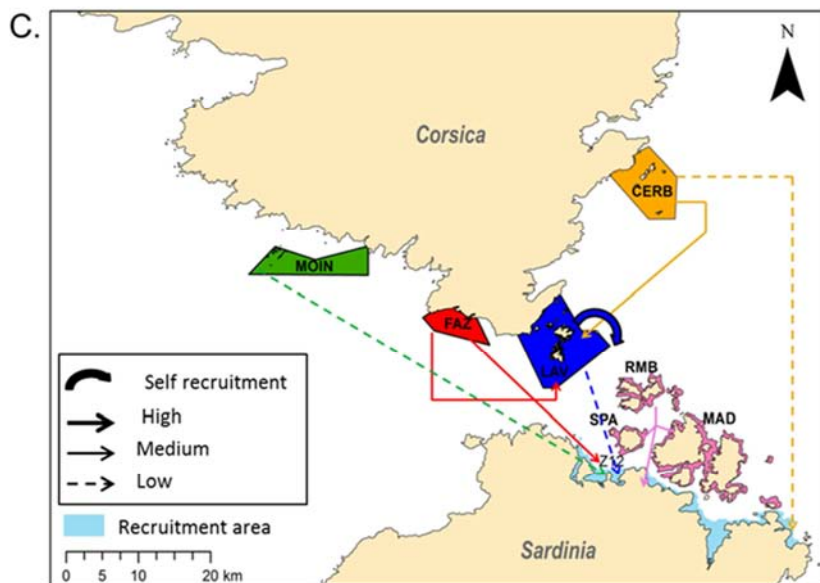 C.
N
Corsica
CERB
MOIN
FAZ
LAV
RMB
SPA
MAD
Z12
Self recruitment
High
Medium
Low
Recruitment area
0 10 20 km
Sardinia